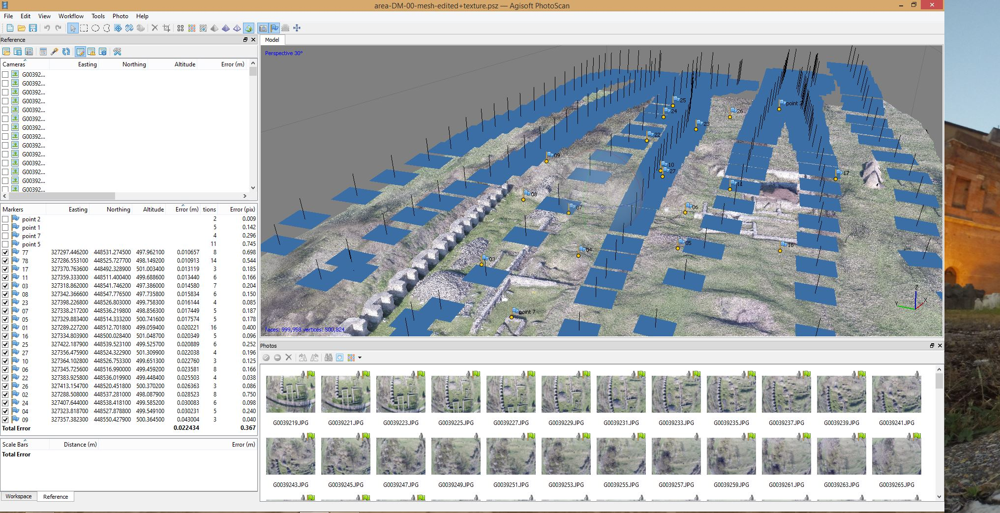 area-DM-00-mesh-edited+texture.psz — Agisoft PhotoScan
File Edit View Workflow Tools Photo Help
Reference
Cameras Easting Northing Altitude Error (m)
G00392...
G00392...
G00392...
G00392...
G00392...
G00392...
G00392...
G00392...
G00392...
G00392...
G00392...
G00392...
G00392...
G00392...
Markers Easting Northing Altitude Error (m) tions Error (pix)
point 2 2 0.009
point 1 5 0.142
point 7 4 0.296
point 5 11 0.745
77 327297.446200 448531.274500 497.962100 0.010657 8 0.698
78 327286.553100 448525.727700 498.149200 0.010913 14 0.544
17 327370.763600 448492.328900 501.003400 0.013119 3 0.185
11 327359.333000 448511.400400 499.688600 0.013440 6 0.166
03 327318.862000 448541.746200 497.386000 0.014580 7 0.204
08 327342.366600 448547.776500 497.735800 0.015834 6 0.150
23 327398.226800 448526.803000 499.758300 0.016144 4 0.085
07 327338.217200 448536.219800 498.856300 0.017449 5 0.187
05 327329.883400 448514.333200 500.741600 0.017574 5 0.178
01 327289.227200 448512.701800 499.059400 0.020221 16 0.400
16 327334.803900 448500.028400 501.048700 0.020349 5 0.096
25 327422.187900 448539.523100 499.525700 0.020889 6 0.252
27 327356.475900 448524.322900 501.309900 0.022038 4 0.196
10 327364.102800 448526.753300 499.651300 0.022760 3 0.125
06 327345.725600 448516.990000 499.459200 0.023581 8 0.166
22 327383.925800 448536.019900 499.448400 0.025503 4 0.038
26 327413.154700 448520.451800 500.370200 0.026363 3 0.086
02 327288.508000 448537.281000 498.087900 0.028523 8 0.750
24 327407.644000 448538.418100 499.585200 0.030083 6 0.098
04 327323.818700 448527.878800 499.549100 0.030231 5 0.240
09 327357.382300 448550.427900 500.364500 0.043004 3 0.040
Total Error 0.022434 0.367
Scale Bars Distance (m) Error (m)
Total Error
Workspace Reference
Model
Perspective 30°
25
24
26
point 2
23
22
09
10
27
17
11
08
07
06
05
16
04
03
point 7
Z
Y X
faces: 999,958 vertices: 500,824
Photos
G0039219.JPG G0039221.JPG G0039223.JPG G0039225.JPG G0039227.JPG G0039229.JPG G0039231.JPG G0039233.JPG G0039235.JPG G0039237.JPG G0039239.JPG G0039241.JPG
G0039243.JPG G0039245.JPG G0039247.JPG G0039249.JPG G0039251.JPG G0039253.JPG G0039255.JPG G0039257.JPG G0039259.JPG G0039261.JPG G0039263.JPG G0039265.JPG